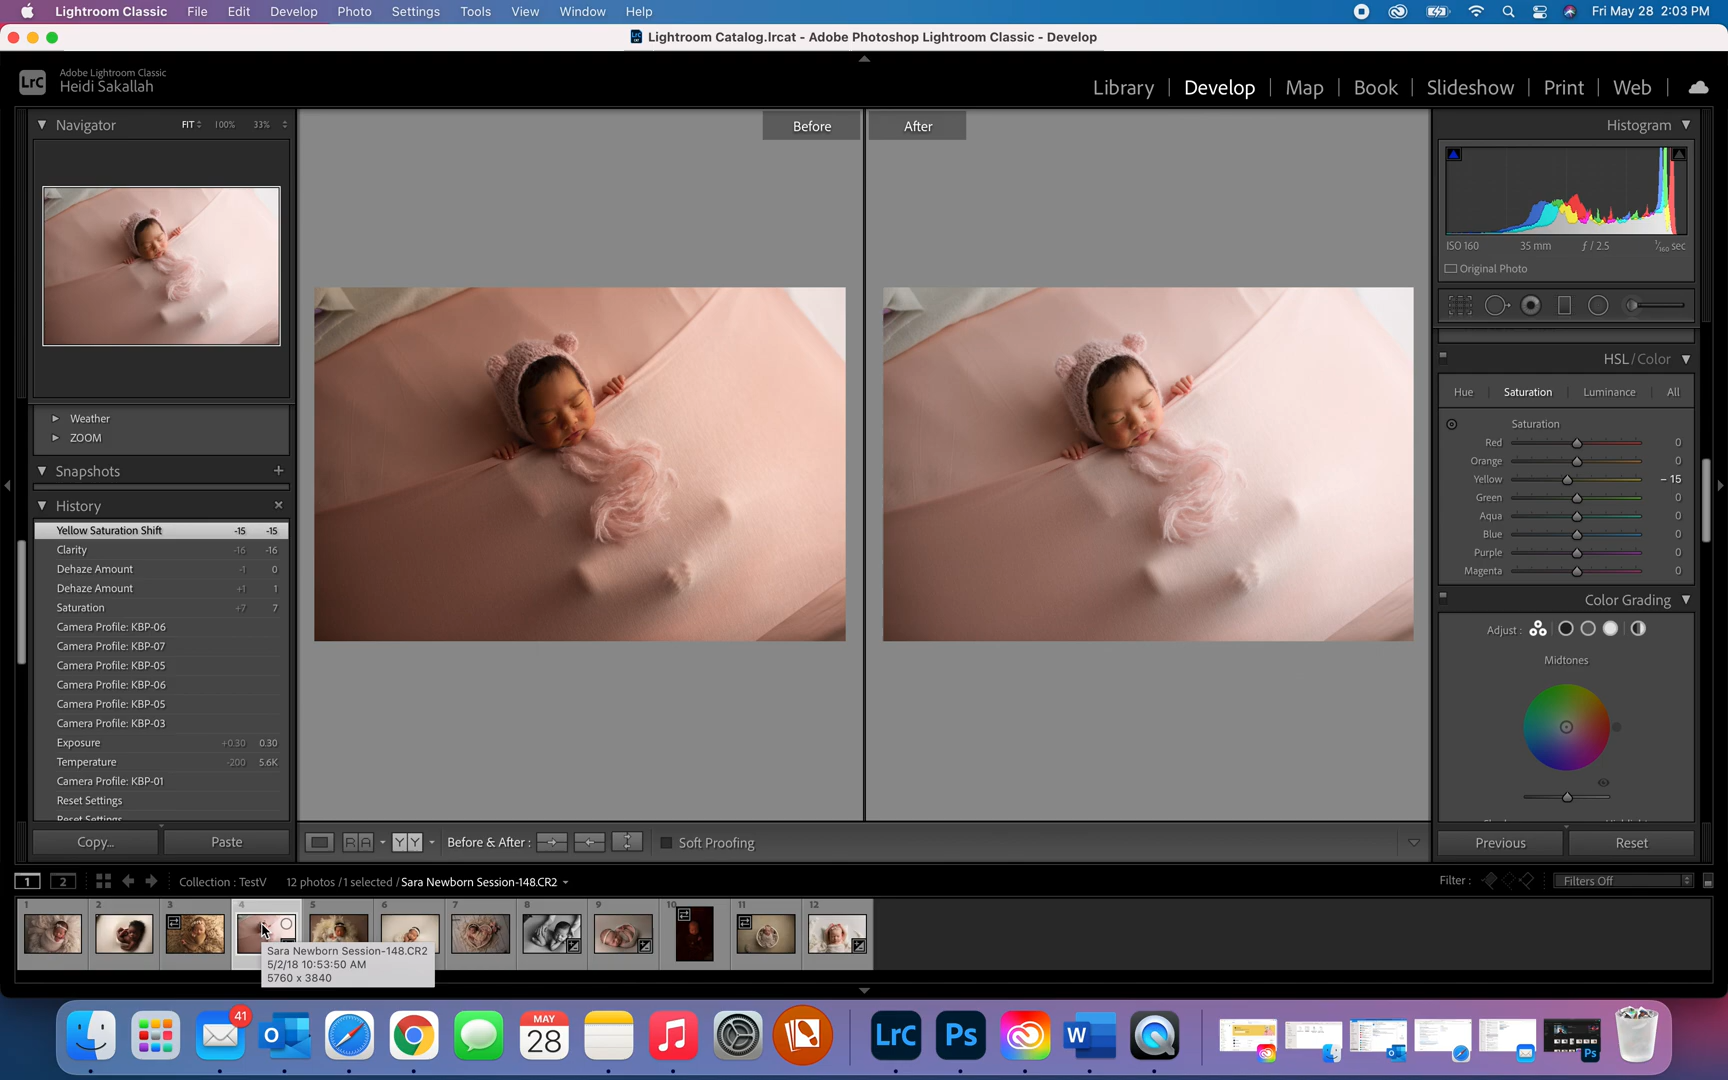 Lightroom Classic File Edit Develop Photo Settings Tools View Window Help Fri May 28 2:03 PM
Lrc Lightroom Catalog.lrcat - Adobe Photoshop Lightroom Classic - Develop
LrC Adobe Lightroom Classic
Heidi Sakallah
Library | Develop | Map | Book | Slideshow | Print | Web
Navigator FIT 100% 33%
Before
After
Histogram
ISO 160 35 mm f / 2.5 1/160 sec
Original Photo
HSL / Color
Hue Saturation Luminance All
Saturation
Red 0
Orange 0
Yellow – 15
Green 0
Aqua 0
Blue 0
Purple 0
Magenta 0
Color Grading
Adjust :
Midtones
Previous Reset
Weather
ZOOM
Snapshots +
History ×
Yellow Saturation Shift -15 -15
Clarity -16 -16
Dehaze Amount -1 0
Dehaze Amount +1 1
Saturation +7 7
Camera Profile: KBP-06
Camera Profile: KBP-07
Camera Profile: KBP-05
Camera Profile: KBP-06
Camera Profile: KBP-05
Camera Profile: KBP-03
Exposure +0.30 0.30
Temperature -200 5.6K
Camera Profile: KBP-01
Reset Settings
Reset Settings
Copy... Paste
R A Y Y Before & After : Soft Proofing
1 2 Collection : TestV 12 photos / 1 selected / Sara Newborn Session-148.CR2
Filter : Filters Off
1 2 3 4 5 6 7 8 9 10 11 12
Sara Newborn Session-148.CR2
5/2/18 10:53:50 AM
5760 x 3840
41
MAY
28
LrC Ps W
Ps